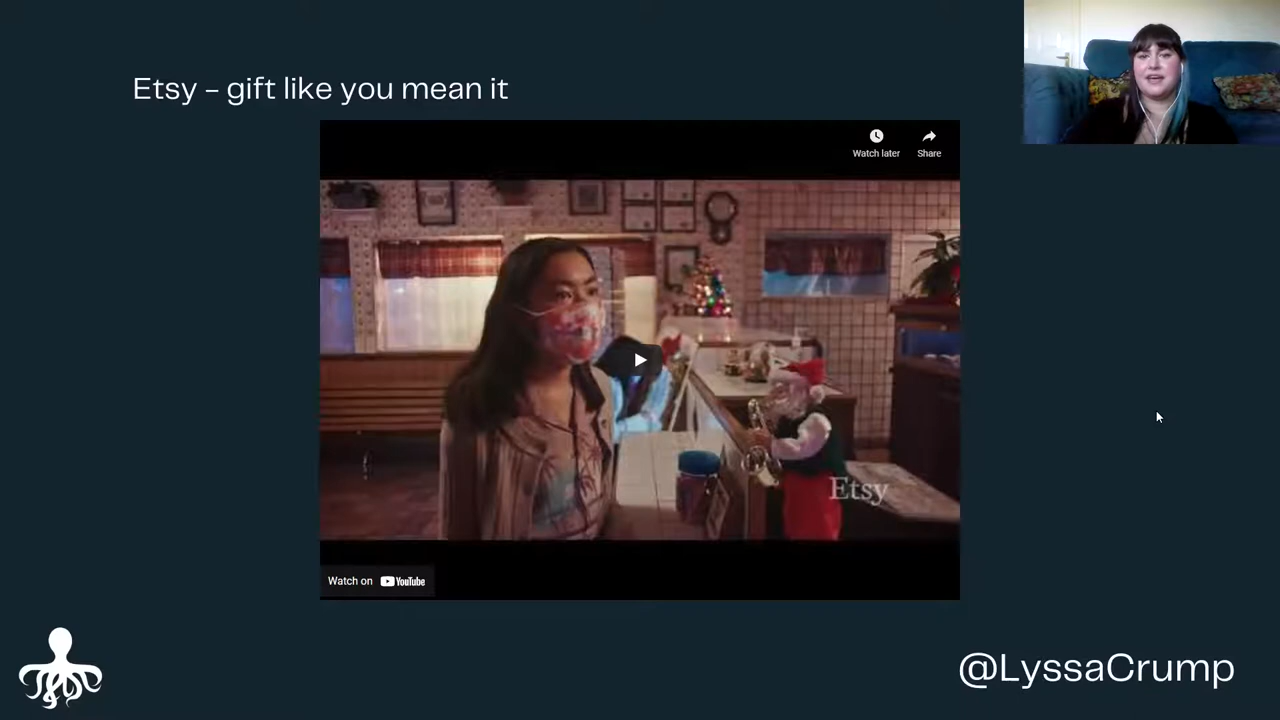 Etsy - gift like you mean it
Watch later
Share
Etsy
Watch on YouTube
@LyssaCrump